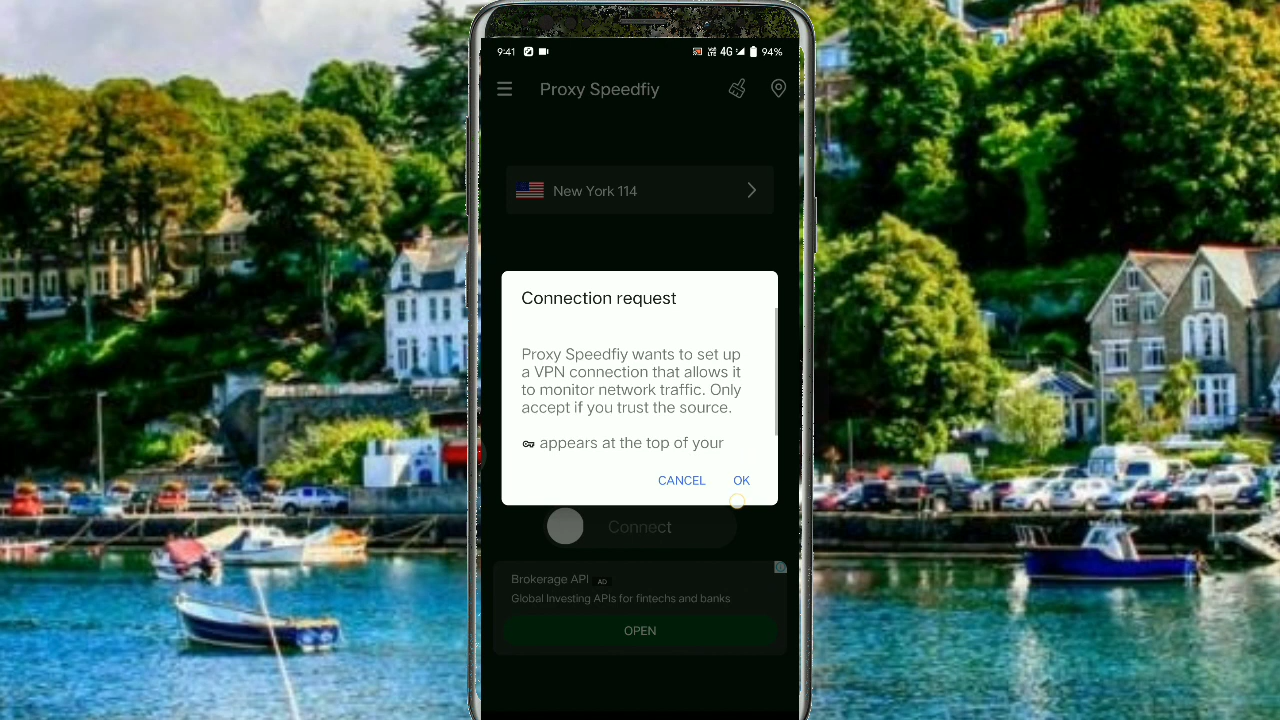 9:41
4G
94%
Proxy Speedfiy
New York 114
Connection request
Proxy Speedfiy wants to set up
a VPN connection that allows it
to monitor network traffic. Only
accept if you trust the source.
appears at the top of your
CANCEL
OK
Connect
Brokerage API AD
Global Investing APIs for fintechs and banks
OPEN